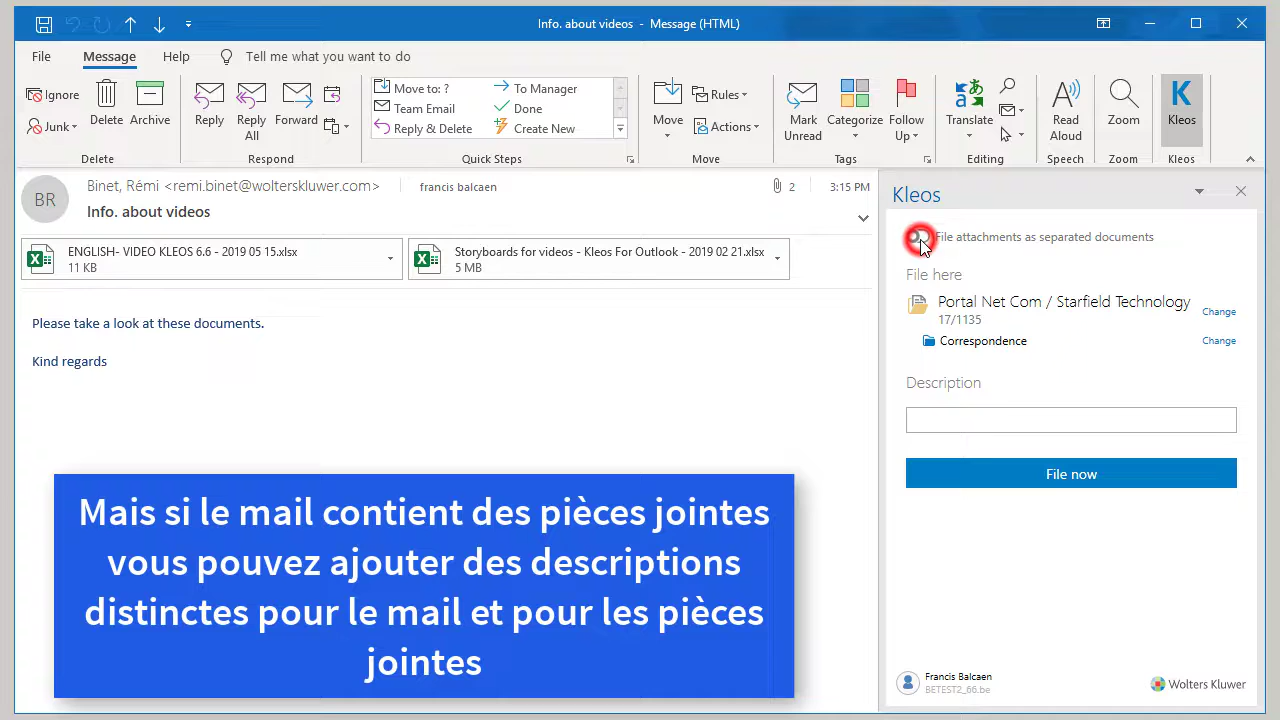 Info. about videos - Message (HTML)
File Message Help Tell me what you want to do
Ignore
Junk
Delete
Archive
Delete
Reply
Reply All
Forward
Respond
Move to: ?
Team Email
Reply & Delete
To Manager
Done
Create New
Quick Steps
Move
Rules
Actions
Move
Mark Unread
Categorize
Follow Up
Tags
Translate
Editing
Read Aloud
Speech
Zoom
Zoom
K
Kleos
Kleos
BR
Binet, Rémi <remi.binet@wolterskluwer.com>
francis balcaen
2
3:15 PM
Info. about videos
ENGLISH- VIDEO KLEOS 6.6 - 2019 05 15.xlsx
11 KB
Storyboards for videos - Kleos For Outlook - 2019 02 21.xlsx
5 MB
Please take a look at these documents.
Kind regards
Kleos
File attachments as separated documents
File here
Portal Net Com / Starfield Technology
17/1135
Change
Correspondence
Change
Description
File now
Francis Balcaen
BETEST2_66.be
Wolters Kluwer
Mais si le mail contient des pièces jointes
vous pouvez ajouter des descriptions
distinctes pour le mail et pour les pièces
jointes